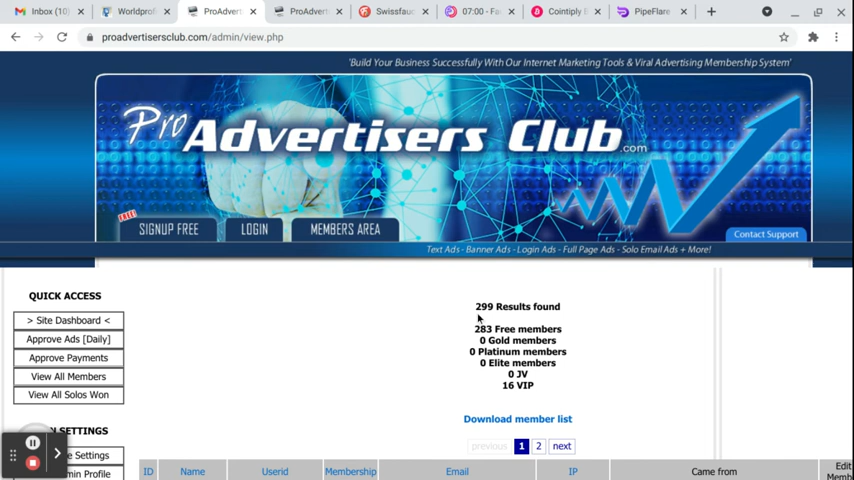 Inbox (10)
Worldprofi
ProAdvert
ProAdvert
Swissfauc
07:00 - Fa
Cointiply B
PipeFlare
proadvertisersclub.com/admin/view.php
'Build Your Business Successfully With Our Internet Marketing Tools & Viral Advertising Membership System'
Pro Advertisers Club.com
FREE!
SIGNUP FREE
LOGIN
MEMBERS AREA
Contact Support
Text Ads - Banner Ads - Login Ads - Full Page Ads - Solo Email Ads + More!
QUICK ACCESS
> Site Dashboard <
Approve Ads [Daily]
Approve Payments
View All Members
View All Solos Won
299 Results found
283 Free members
0 Gold members
0 Platinum members
0 Elite members
0 JV
16 VIP
Download member list
previous 1 2 next
N SETTINGS
e Settings
min Profile
ID Name Userid Membership Email IP Came from Edit
Memb